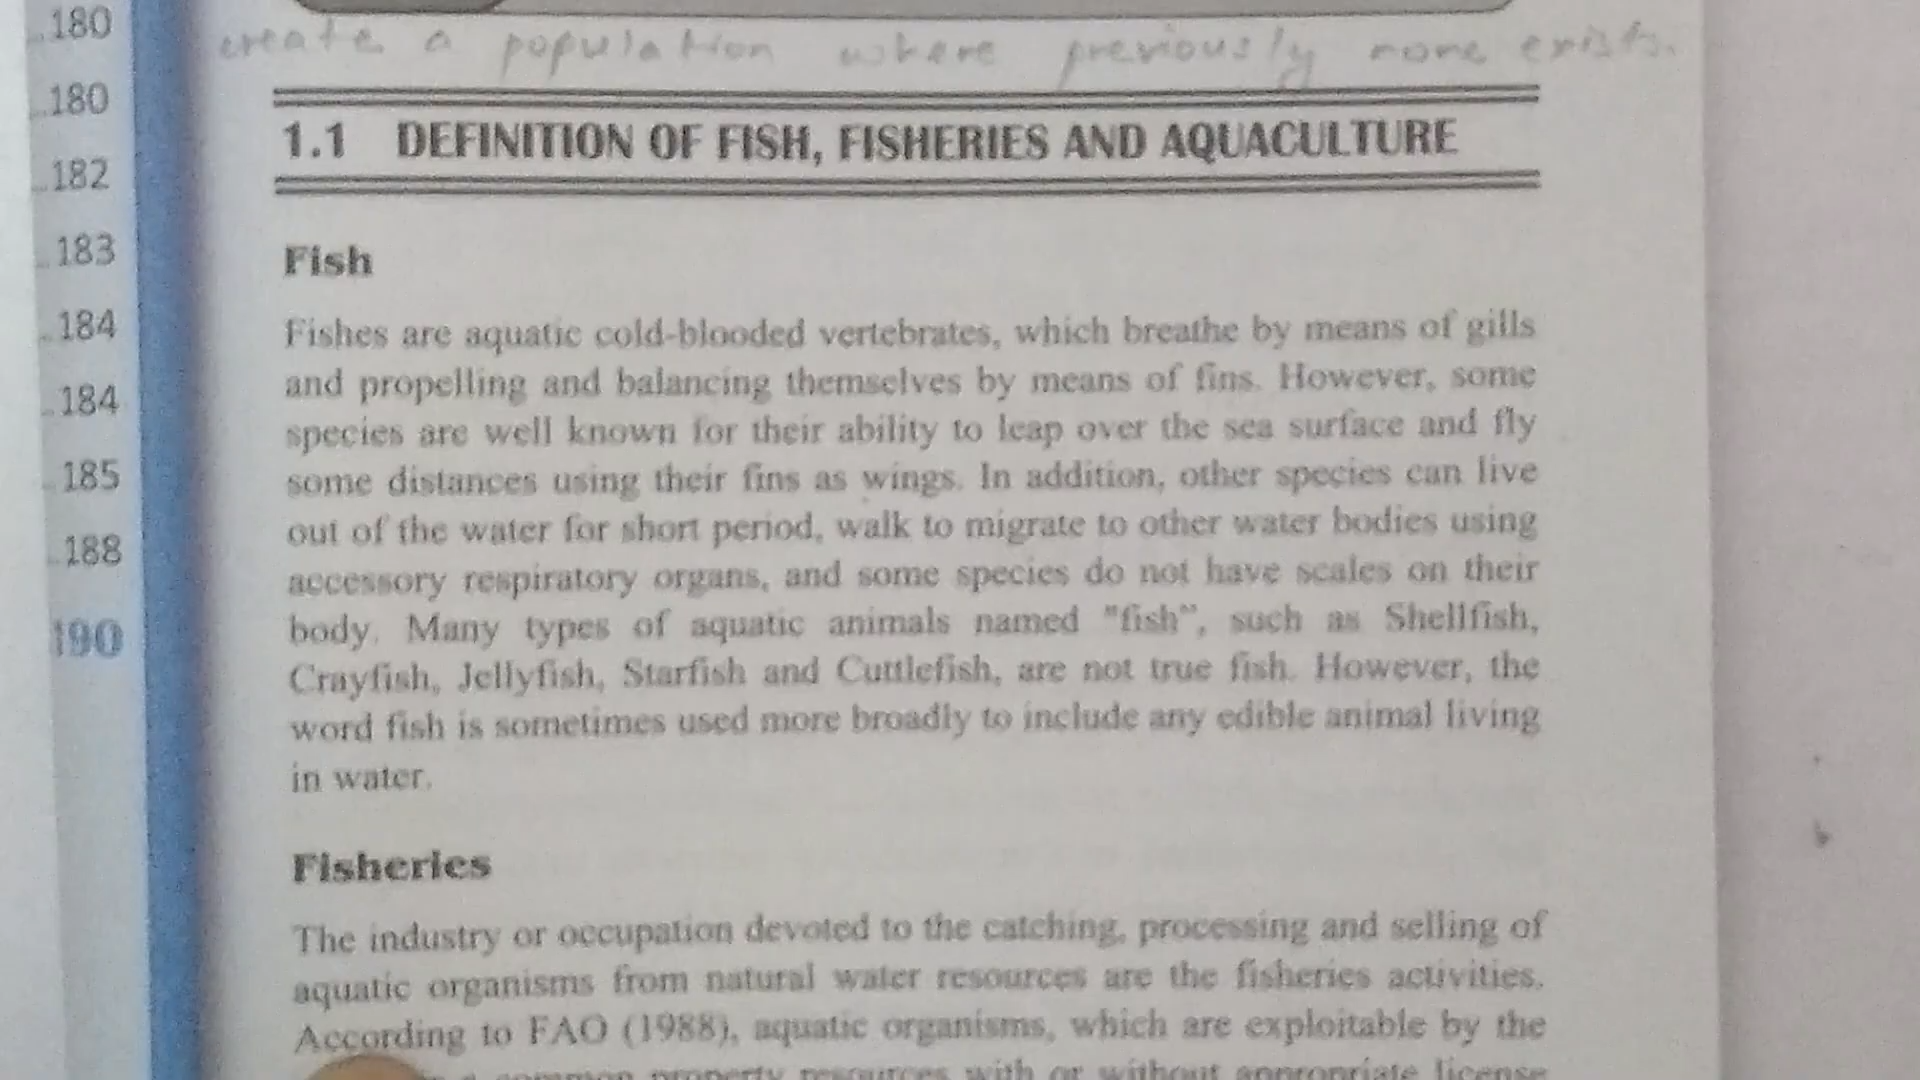 create a population where previously none exists.
1.1 DEFINITION OF FISH, FISHERIES AND AQUACULTURE
Fish
Fishes are aquatic cold-blooded vertebrates, which breathe by means of gills
and propelling and balancing themselves by means of fins. However, some
species are well known for their ability to leap over the sea surface and fly
some distances using their fins as wings. In addition, other species can live
out of the water for short period, walk to migrate to other water bodies using
accessory respiratory organs, and some species do not have scales on their
body. Many types of aquatic animals named "fish", such as Shellfish,
Crayfish, Jellyfish, Starfish and Cuttlefish, are not true fish. However, the
word fish is sometimes used more broadly to include any edible animal living
in water.
Fisheries
The industry or occupation devoted to the catching, processing and selling of
aquatic organisms from natural water resources are the fisheries activities.
According to FAO (1988), aquatic organisms, which are exploitable by the
a common property resources with or without appropriate license
180
180
182
183
184
184
185
188
190